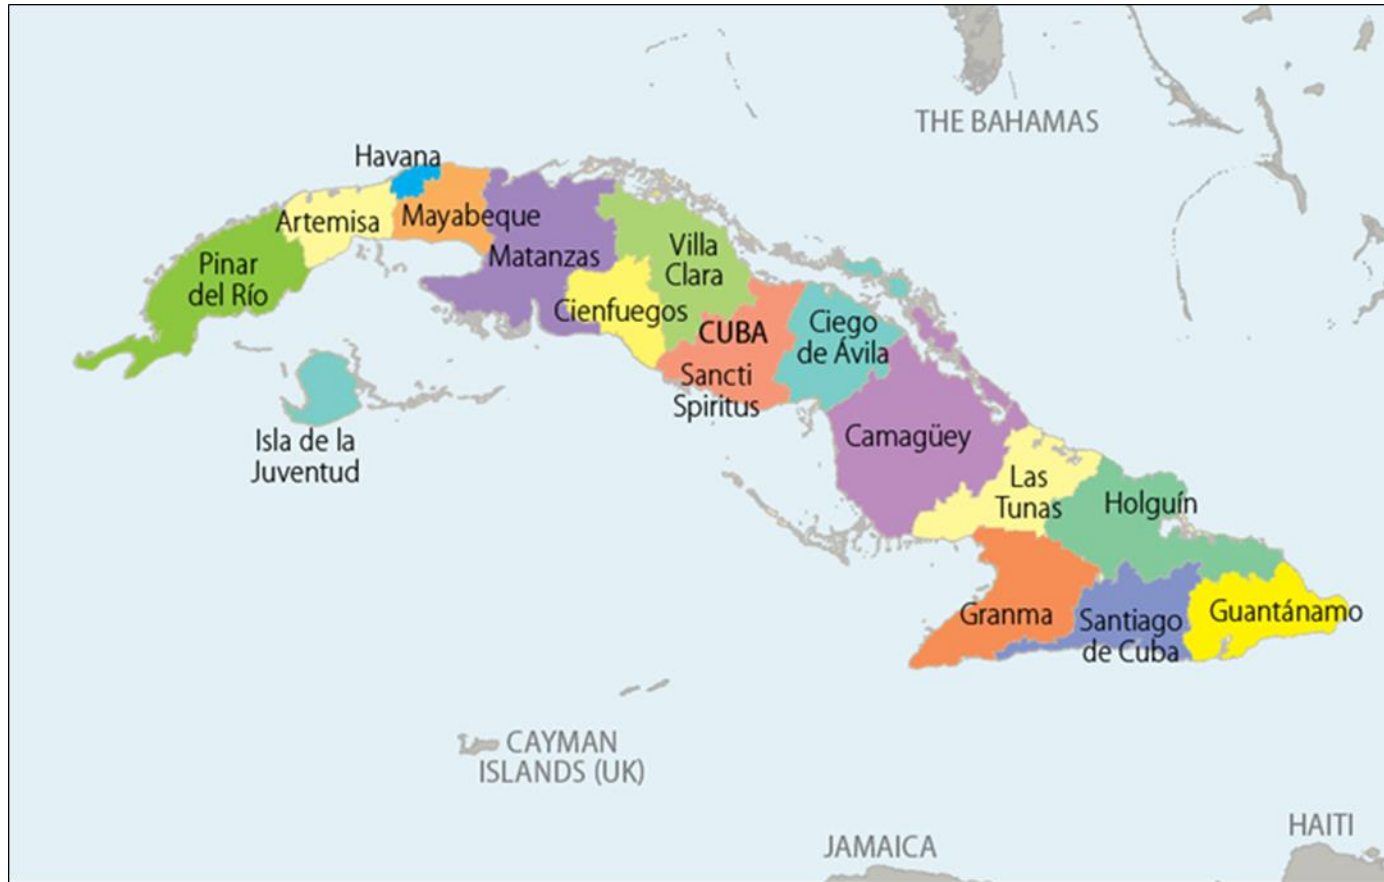 THE BAHAMAS
Havana
Artemisa
Mayabeque
Pinar
del Río
Matanzas
Villa
Clara
Cienfuegos
CUBA
Sancti
Spiritus
Ciego
de Ávila
Isla de la
Juventud
Camagüey
Las
Tunas
Holguín
Granma
Santiago
de Cuba
Guantánamo
CAYMAN
ISLANDS (UK)
JAMAICA
HAITI